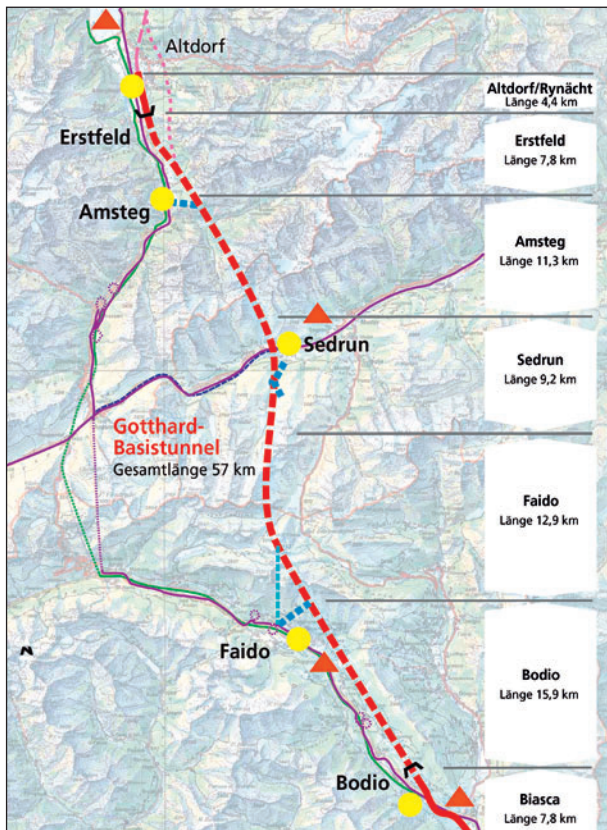 Altdorf
Altdorf/Rynächt
Länge 4,4 km
Erstfeld
Erstfeld
Länge 7,8 km
Amsteg
Amsteg
Länge 11,3 km
Sedrun
Sedrun
Länge 9,2 km
Gotthard-
Basistunnel
Gesamtlänge 57 km
Faido
Länge 12,9 km
Faido
N
Bodio
Länge 15,9 km
Bodio
Biasca
Länge 7,8 km